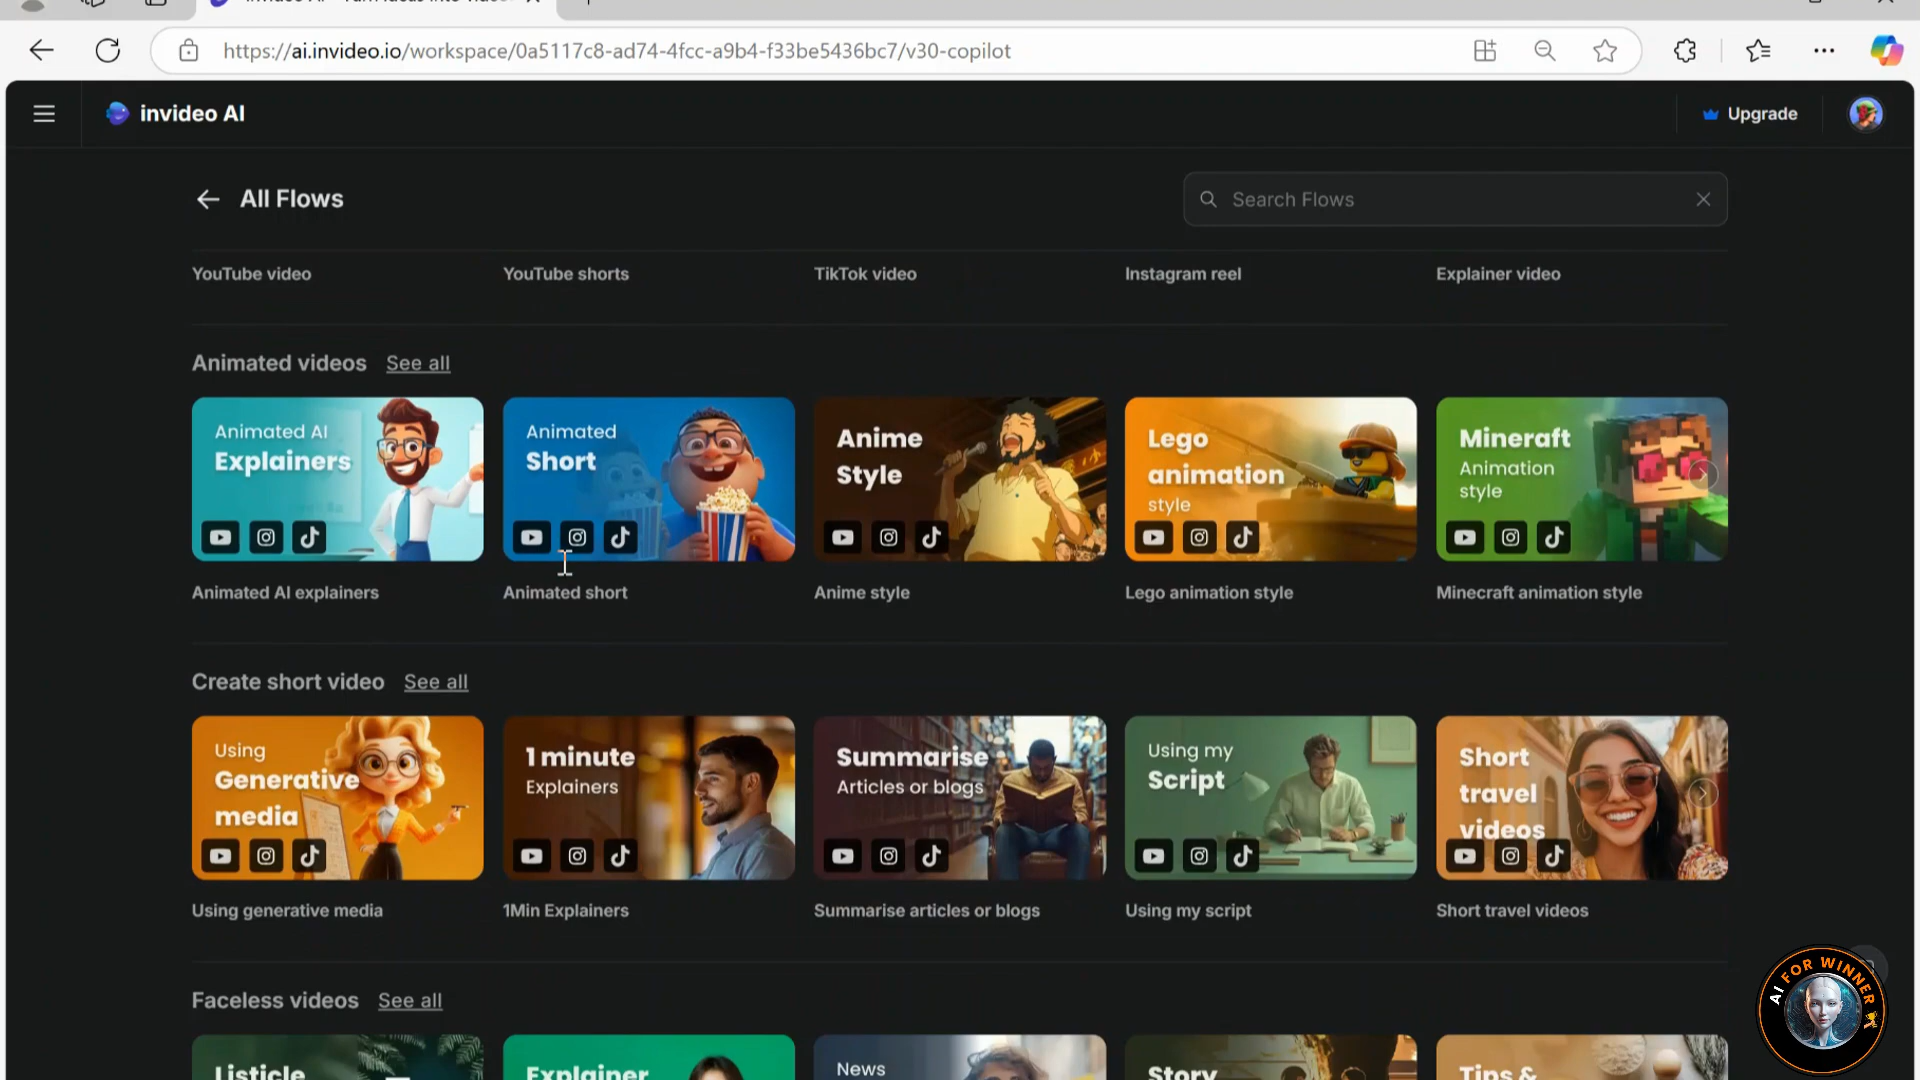 https://ai.invideo.io/workspace/0a5117c8-ad74-4fcc-a9b4-f33be5436bc7/v30-copilot
invideo AI
Upgrade
All Flows
Search Flows
YouTube video
YouTube shorts
TikTok video
Instagram reel
Explainer video
Animated videos See all
Animated AI
Explainers
Animated
Short
Anime
Style
Lego
animation
style
Mineraft
Animation
style
Animated AI explainers
Animated short
Anime style
Lego animation style
Minecraft animation style
Create short video See all
Using
Generative
media
1 minute
Explainers
Summarise
Articles or blogs
Using my
Script
Short
travel
videos
Using generative media
1Min Explainers
Summarise articles or blogs
Using my script
Short travel videos
Faceless videos See all
Listicle
Explainer
News
Story
Tips &
AI FOR WINNER